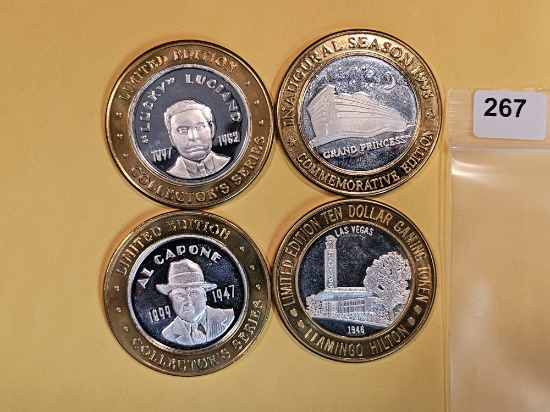 LIMITED EDITION
"LUCKY" LUCIANO
1897 1962
COLLECTOR'S SERIES
INAUGURAL SEASON 1998
GRAND PRINCESS
COMMEMORATIVE EDITION
267
LIMITED EDITION
AL CAPONE
1899 1947
COLLECTOR'S SERIES
LIMITED EDITION TEN DOLLAR GAMING TOKEN
LAS VEGAS
1946
FLAMINGO HILTON